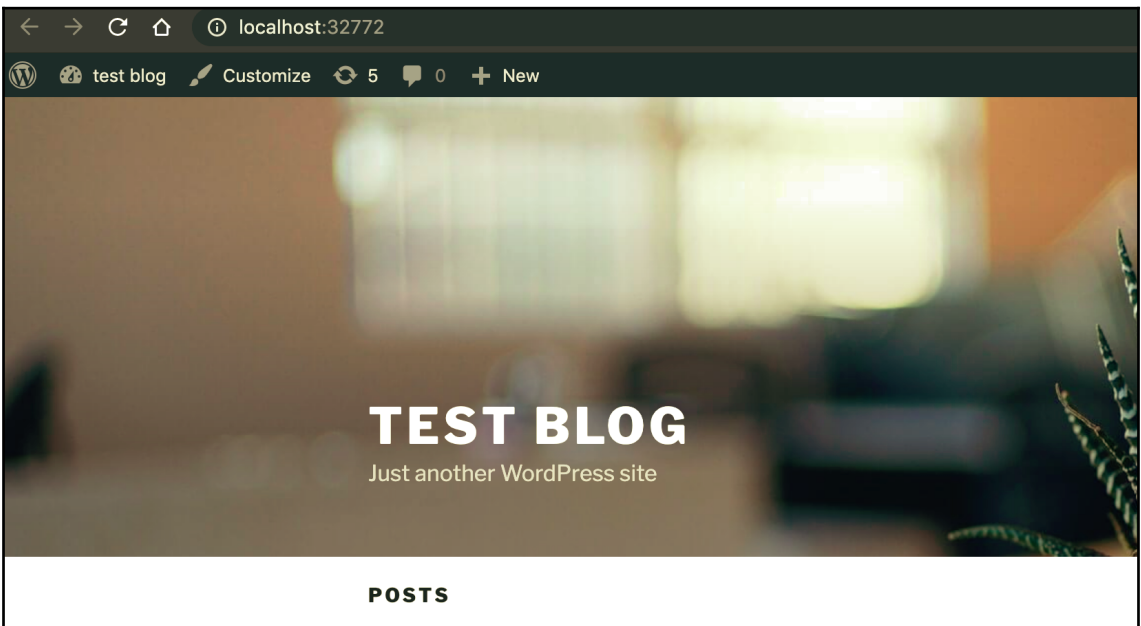 localhost:32772
test blog Customize 5 0 New
TEST BLOG
Just another WordPress site
POSTS